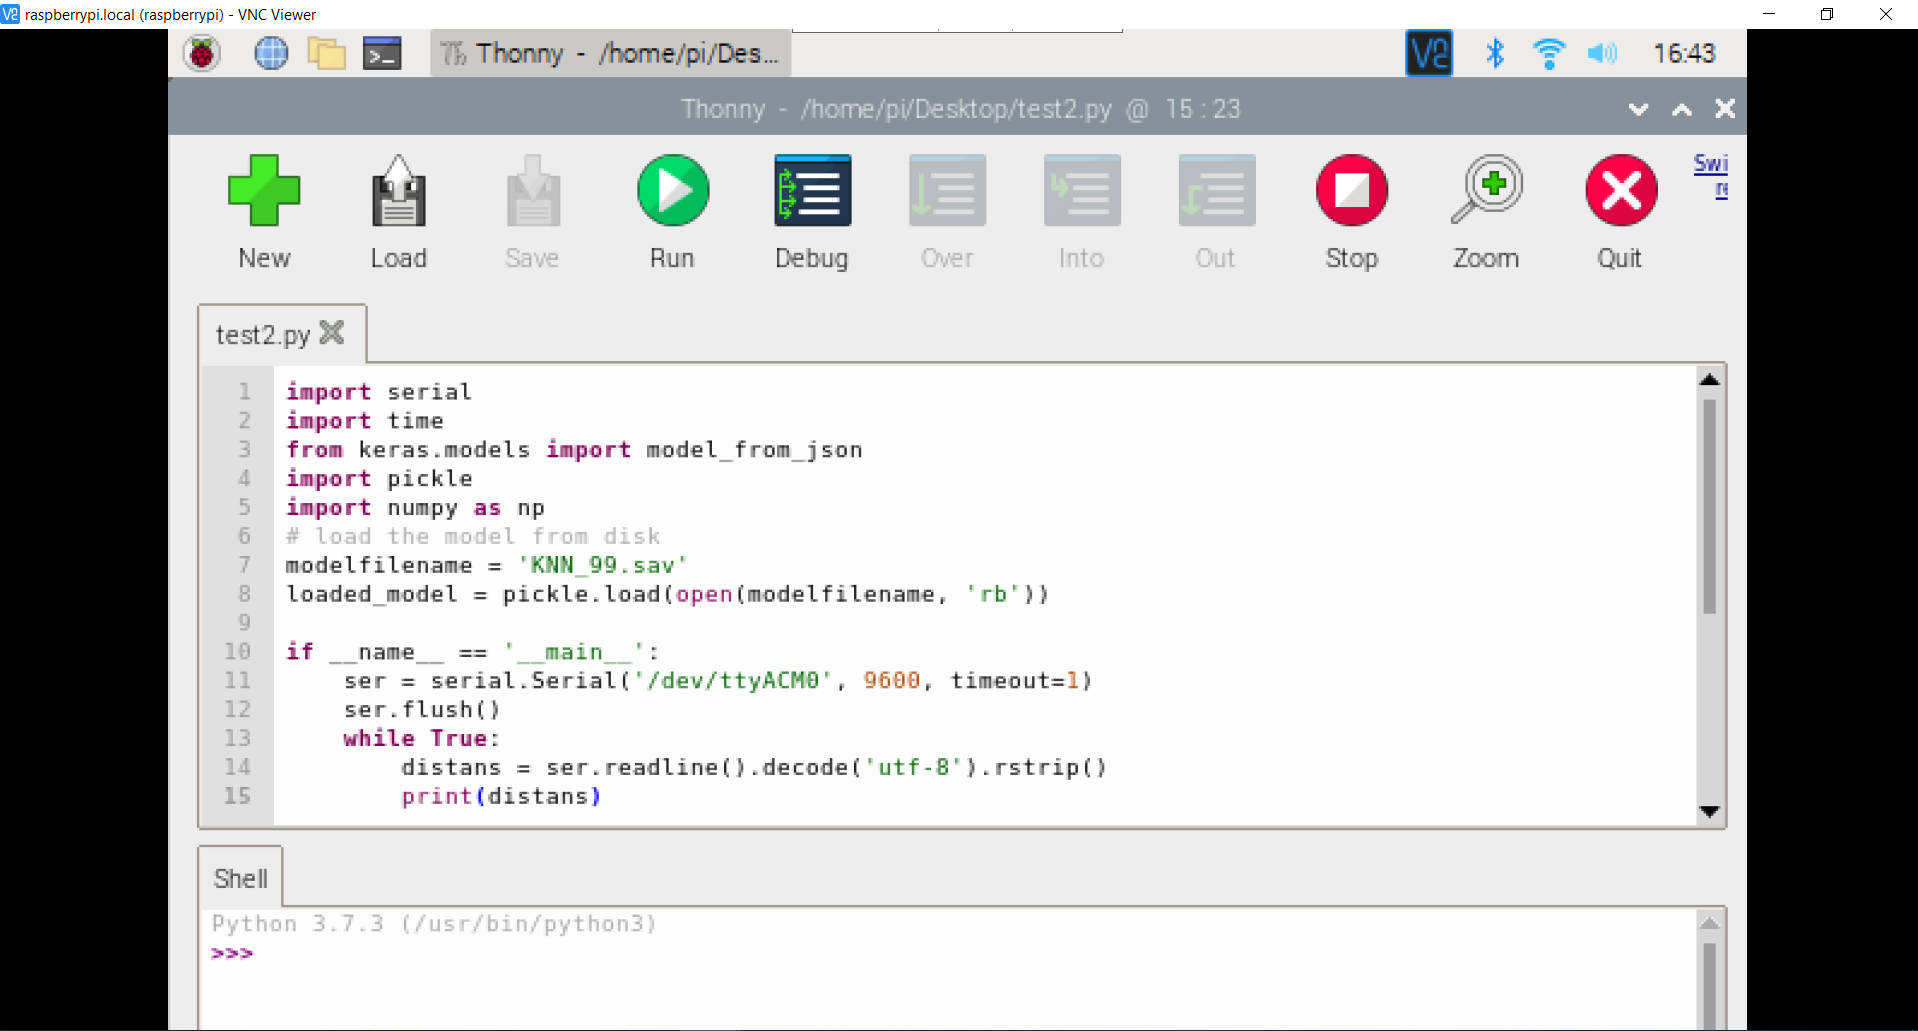 V2 raspberrypi.local (raspberrypi) - VNC Viewer
Thonny - /home/pi/Des...
V2
16:43
Thonny - /home/pi/Desktop/test2.py @ 15 : 23
New
Load
Save
Run
Debug
Over
Into
Out
Stop
Zoom
Quit
Swi
re
test2.py
1 import serial
2 import time
3 from keras.models import model_from_json
4 import pickle
5 import numpy as np
6 # load the model from disk
7 modelfilename = 'KNN_99.sav'
8 loaded_model = pickle.load(open(modelfilename, 'rb'))
9
10 if __name__ == '__main__':
11     ser = serial.Serial('/dev/ttyACM0', 9600, timeout=1)
12     ser.flush()
13     while True:
14         distans = ser.readline().decode('utf-8').rstrip()
15         print(distans)
Shell
Python 3.7.3 (/usr/bin/python3)
>>>